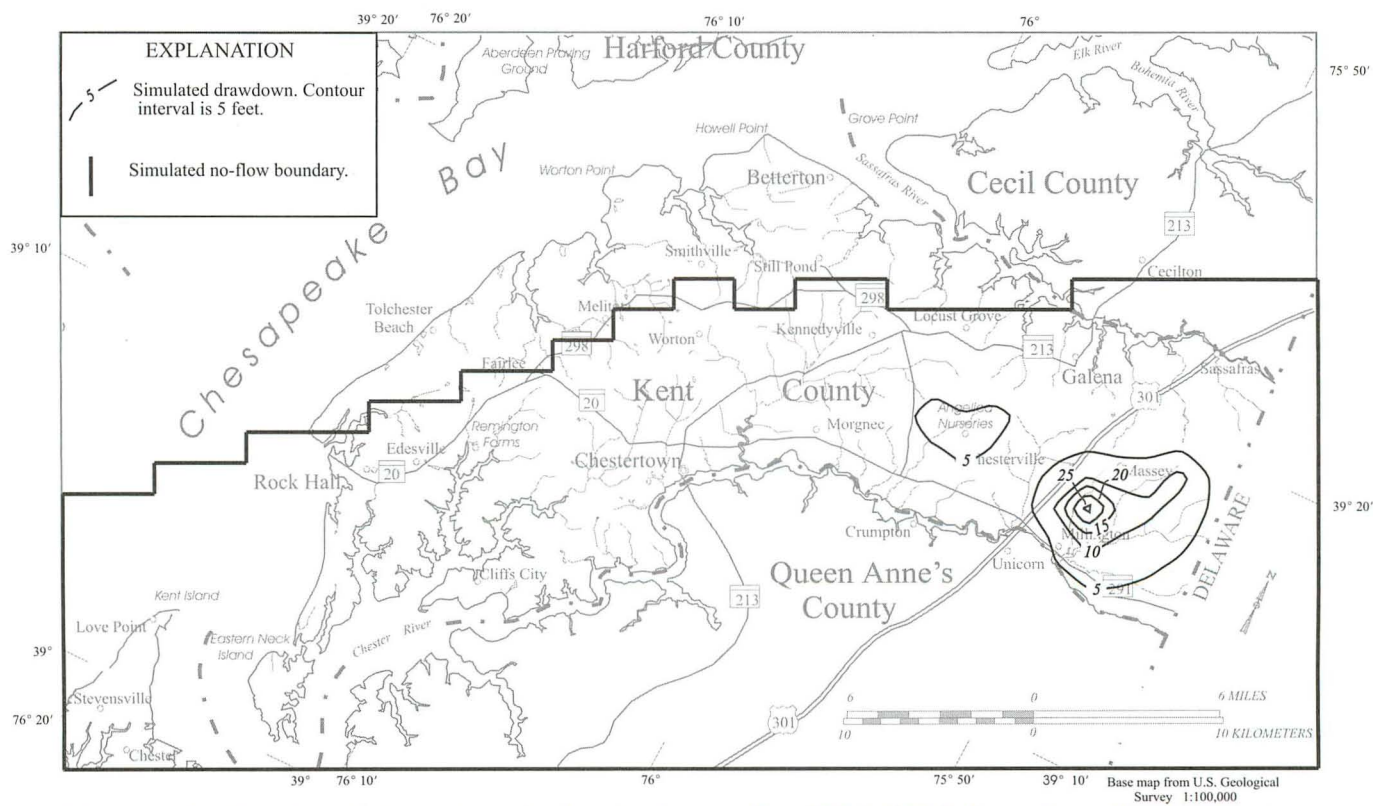 39° 20′ 76° 20′ 76° 10′ 76°
75° 50′
EXPLANATION
5
Simulated drawdown. Contour
interval is 5 feet.
Simulated no-flow boundary.
Aberdeen Proving
Ground
Harford County
Elk River
Bohemia River
Chesapeake Bay
Howell Point
Grove Point
Worton Point
Sassafras River
Betterton
Cecil County
213
39° 10′
Smithville
Still Pond
Cecilton
Tolchester
Beach
298
Worton
Kennedyville
Locust Grove
298
213
Fairlee
Galena
Sassafras
Kent County
20
301
Remington
Farms
Morgnec
Nurseries
Edesville
20
Chestertown
5
Rock Hall
25
20
15
10
5
39° 20′
Crumpton
Unicorn
291
DELAWARE
N
Queen Anne's
County
Cliffs City
213
Kent Island
Love Point
Eastern Neck
Island
Chester River
39°
Stevensville
6 0 6 MILES
10 0 10 KILOMETERS
76° 20′
301
Chester
39° 10′ 76° 10′ 76° 75° 50′ 39° 10′
Base map from U.S. Geological
Survey 1:100,000